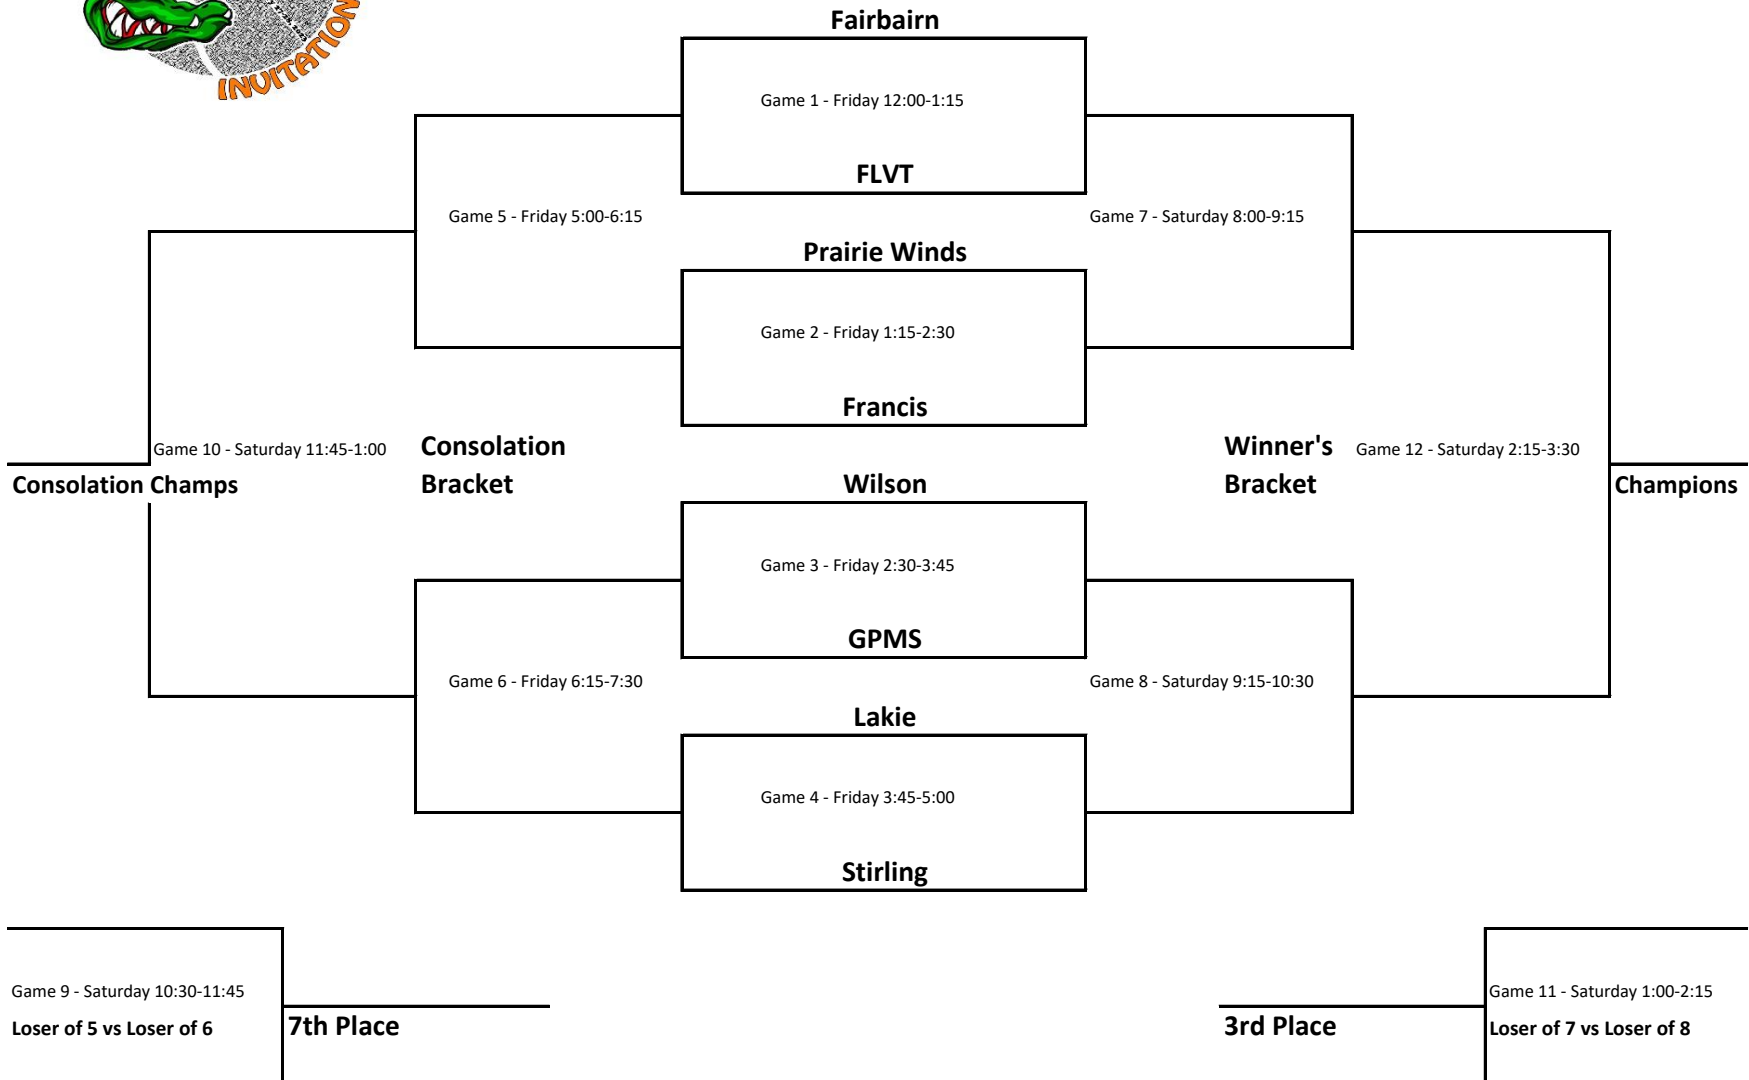 INVITATION
Fairbairn
Game 1 - Friday 12:00-1:15
FLVT
Game 5 - Friday 5:00-6:15
Game 7 - Saturday 8:00-9:15
Prairie Winds
Game 2 - Friday 1:15-2:30
Francis
Game 10 - Saturday 11:45-1:00
Consolation
Bracket
Winner's
Bracket
Game 12 - Saturday 2:15-3:30
Consolation Champs
Wilson
Champions
Game 3 - Friday 2:30-3:45
GPMS
Game 6 - Friday 6:15-7:30
Game 8 - Saturday 9:15-10:30
Lakie
Game 4 - Friday 3:45-5:00
Stirling
Game 9 - Saturday 10:30-11:45
Loser of 5 vs Loser of 6
7th Place
3rd Place
Game 11 - Saturday 1:00-2:15
Loser of 7 vs Loser of 8